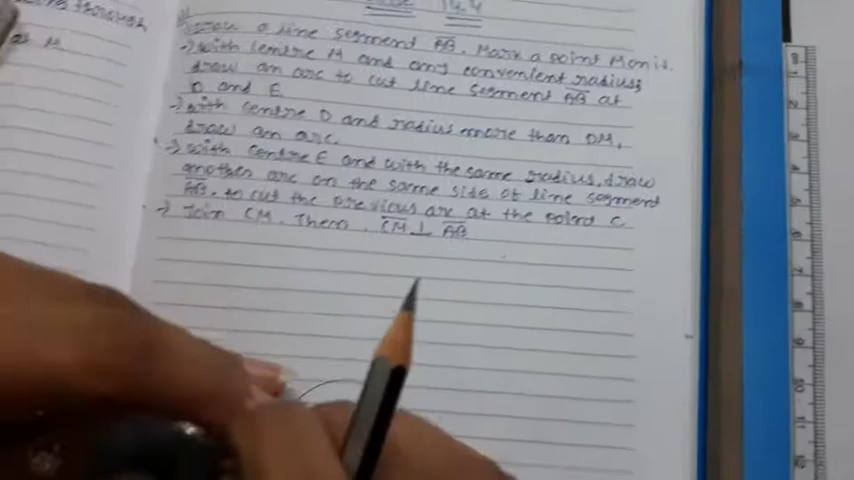 14.4
Draw a line segment AB. Mark a point M on it.
→ with centre M and any convenient radius,
draw an arc to cut line segment AB at
D and E.
→ with centre D and radius more than DM,
draw an arc.
→ with centre E and with the same radius, draw
another arc on the same side of line segment
AB, to cut the previous arc at the point C.
→ Join CM. Then, CM ⊥ AB